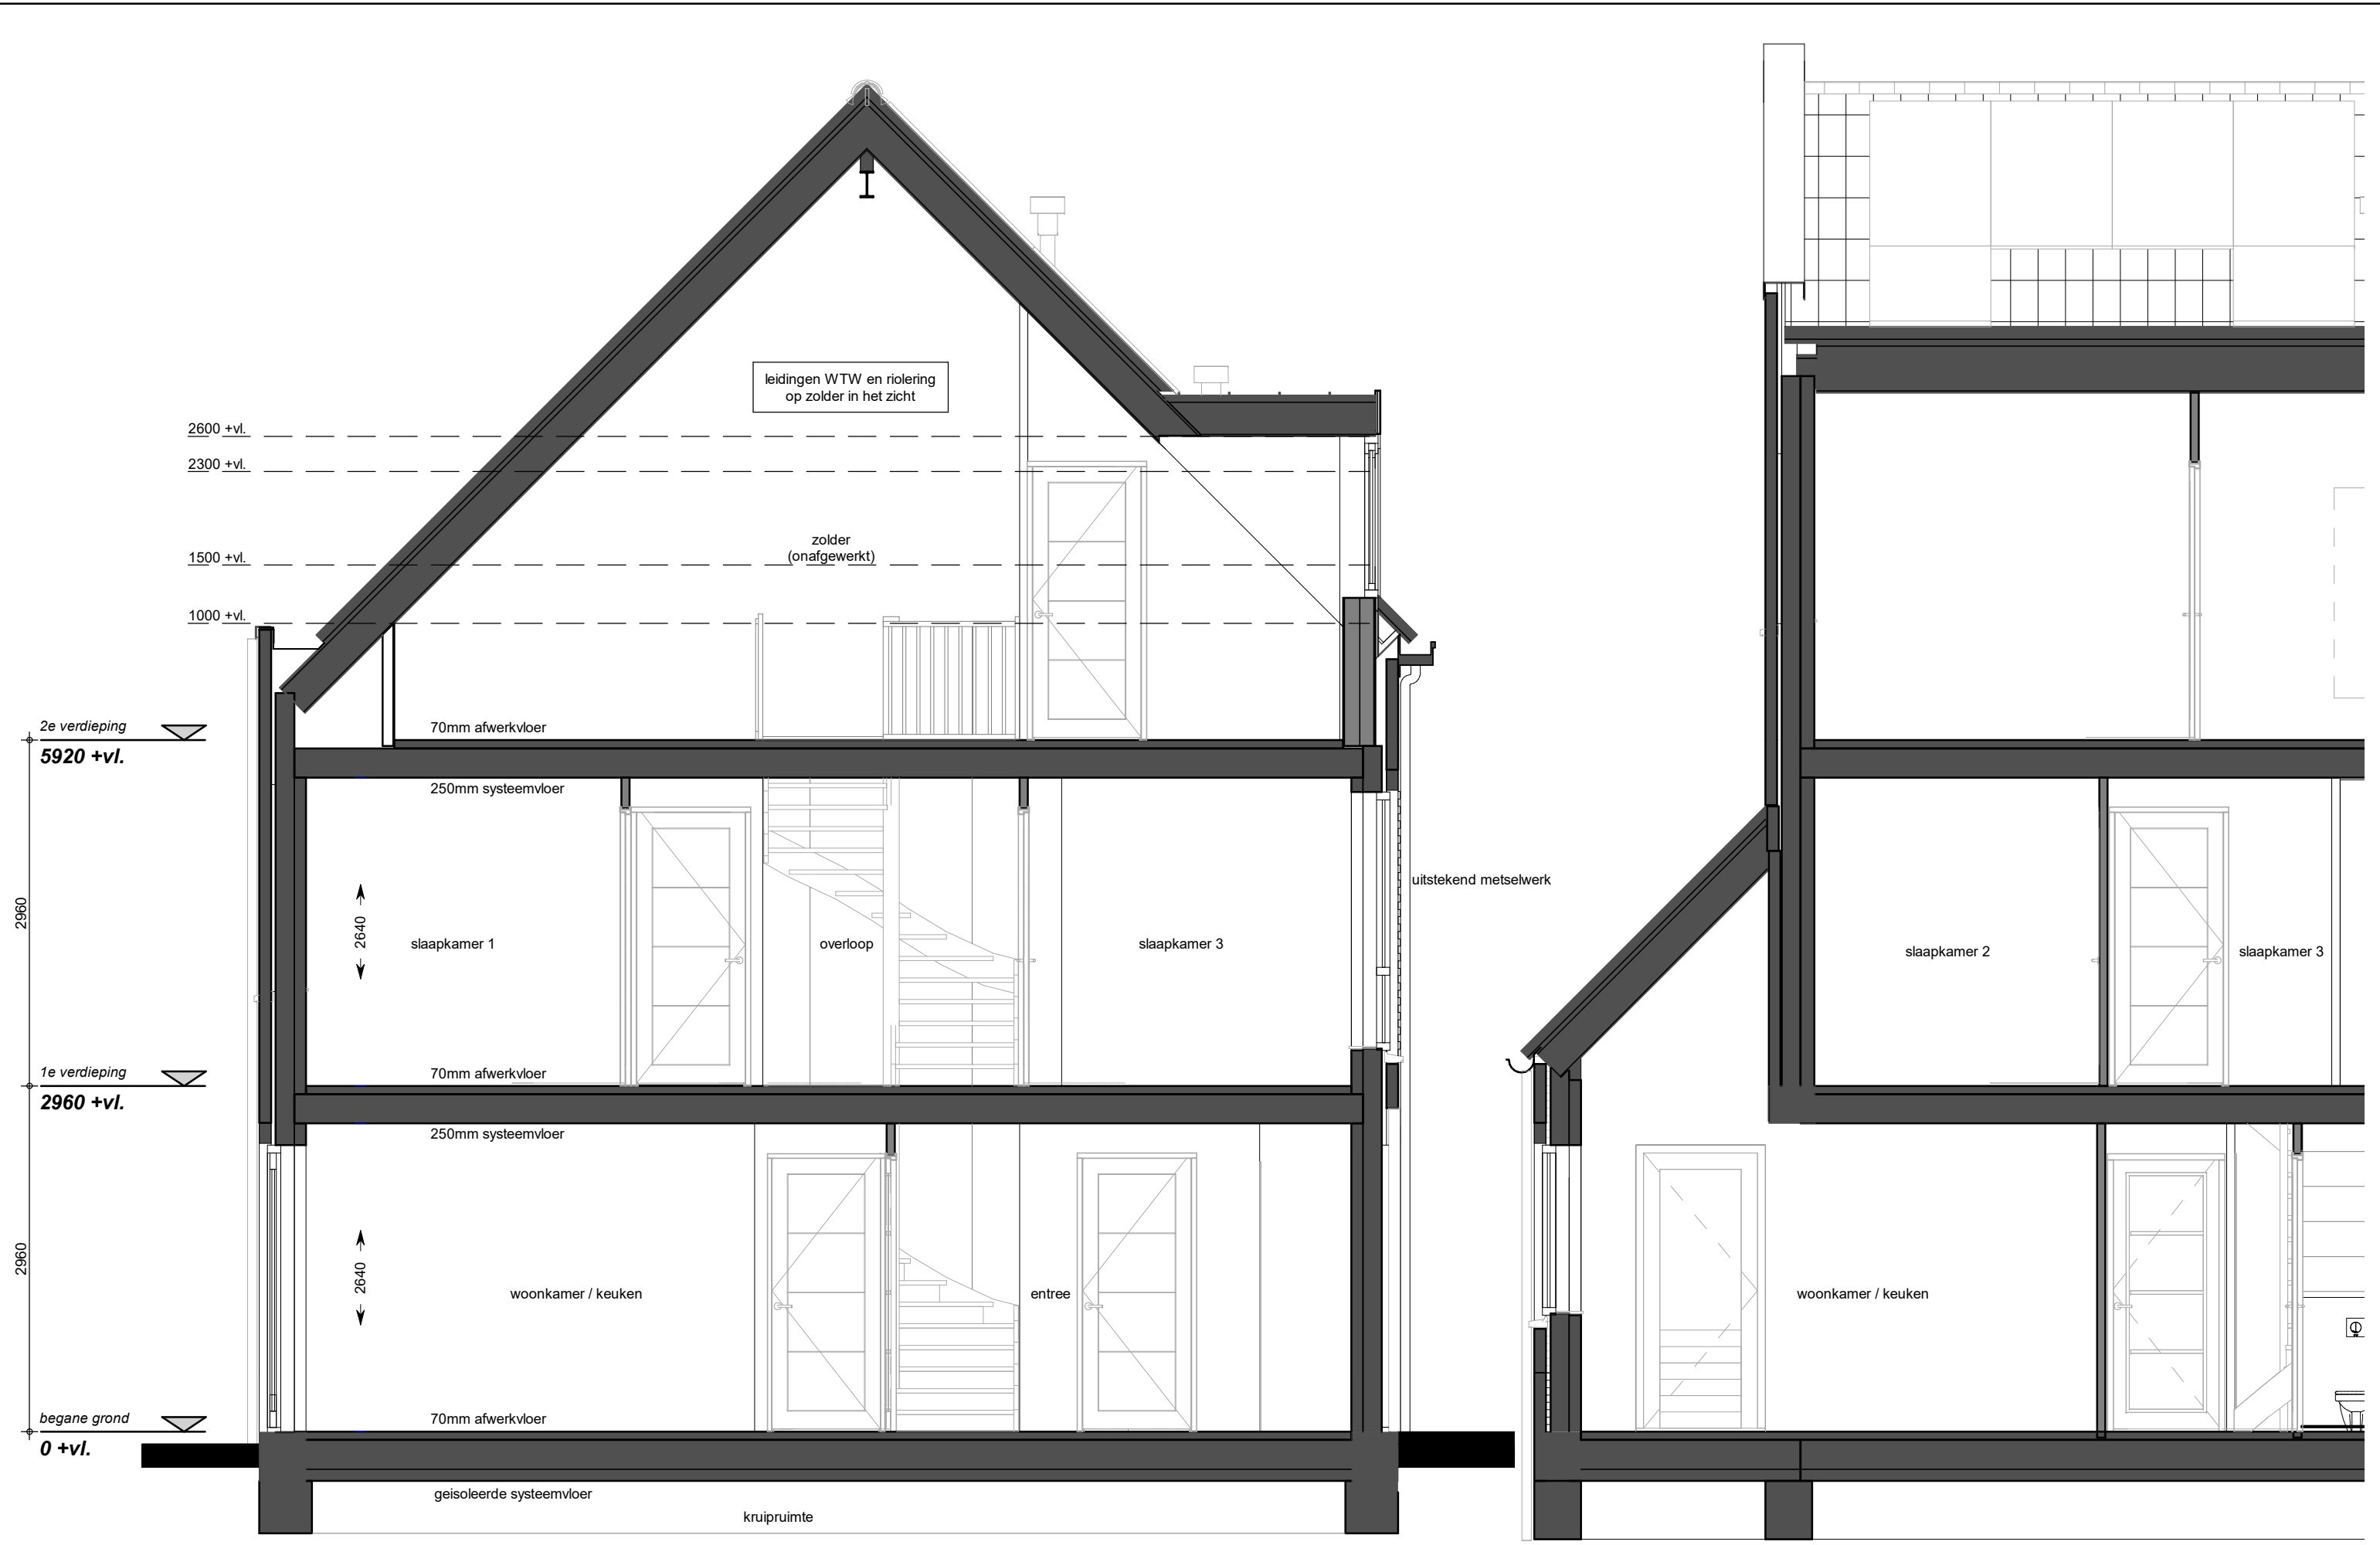 leidingen WTW en riolering
op zolder in het zicht
2600 +vl.
2300 +vl.
zolder
(onafgewerkt)
1500 +vl.
1000 +vl.
2e verdieping
5920 +vl.
70mm afwerkvloer
250mm systeemvloer
uitstekend metselwerk
2960
2640
slaapkamer 1
overloop
slaapkamer 3
slaapkamer 2
slaapkamer 3
1e verdieping
2960 +vl.
70mm afwerkvloer
250mm systeemvloer
2960
2640
woonkamer / keuken
entree
woonkamer / keuken
begane grond
0 +vl.
70mm afwerkvloer
geisoleerde systeemvloer
kruipruimte